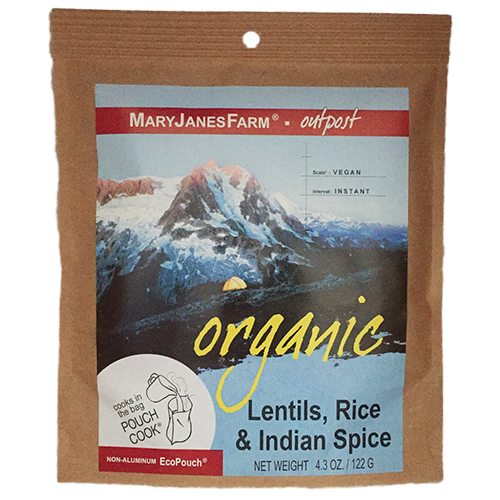 MARYJANESFARM® - outpost
Scale¹: VEGAN
Interval: INSTANT
organic
cooks in
the bag
POUCH
COOK®
Lentils, Rice
& Indian Spice
NON-ALUMINUM EcoPouch®
NET WEIGHT 4.3 OZ. / 122 G